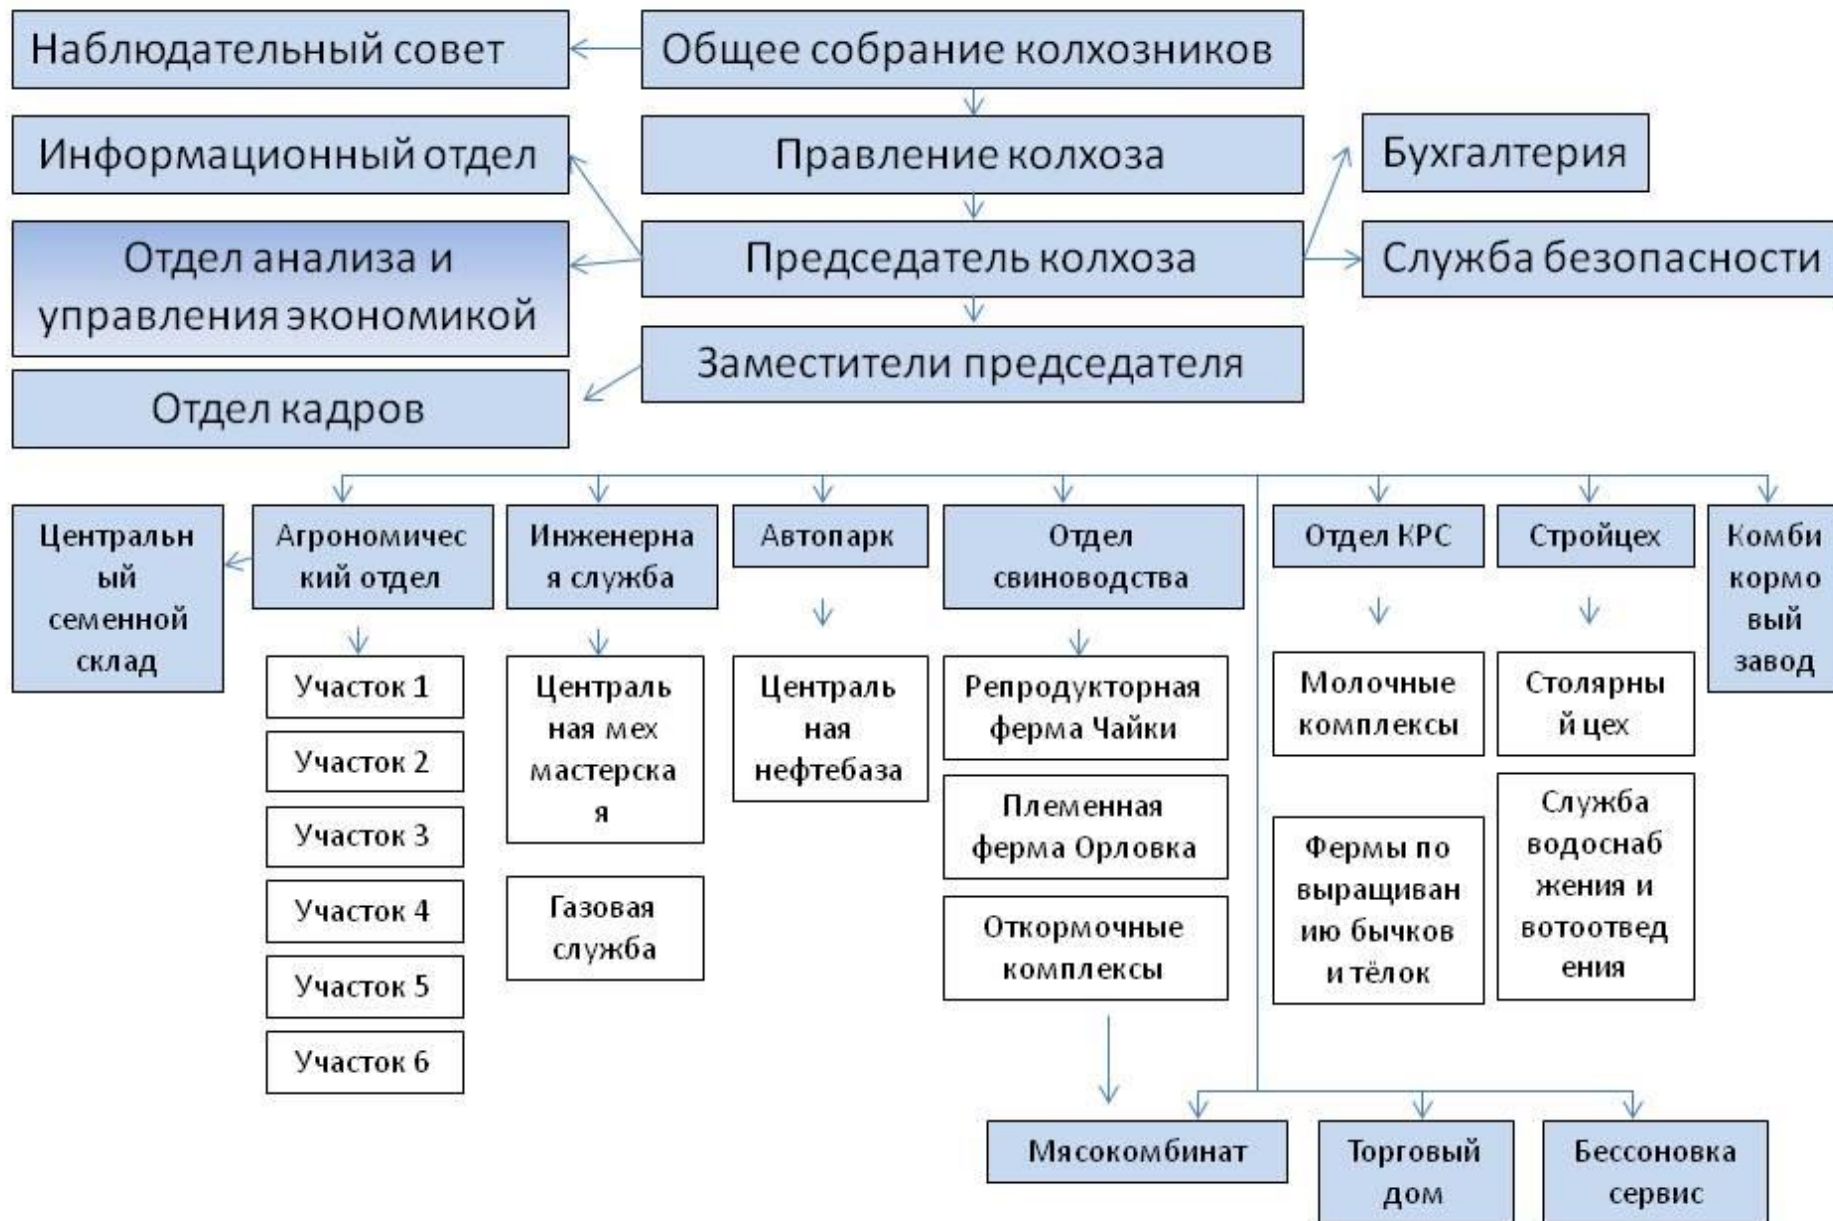 Наблюдательный совет
Общее собрание колхозников
Информационный отдел
Правление колхоза
Бухгалтерия
Отдел анализа и
управления экономикой
Председатель колхоза
Служба безопасности
Отдел кадров
Заместители председателя
Центральн
ый
семенной
склад
Агрономичес
кий отдел
Инженерна
я служба
Автопарк
Отдел
свиноводства
Отдел КРС
Стройцех
Комби
кормо
вый
завод
Участок 1
Участок 2
Участок 3
Участок 4
Участок 5
Участок 6
Централь
ная мех
мастерска
я
Газовая
служба
Централь
ная
нефтебаза
Репродукторная
ферма Чайки
Племенная
ферма Орловка
Откормочные
комплексы
Молочные
комплексы
Фермы по
выращиван
ию бычков
и тёлок
Столярны
й цех
Служба
водоснаб
жения и
вотоотвед
ения
Мясокомбинат
Торговый
дом
Бессоновка
сервис